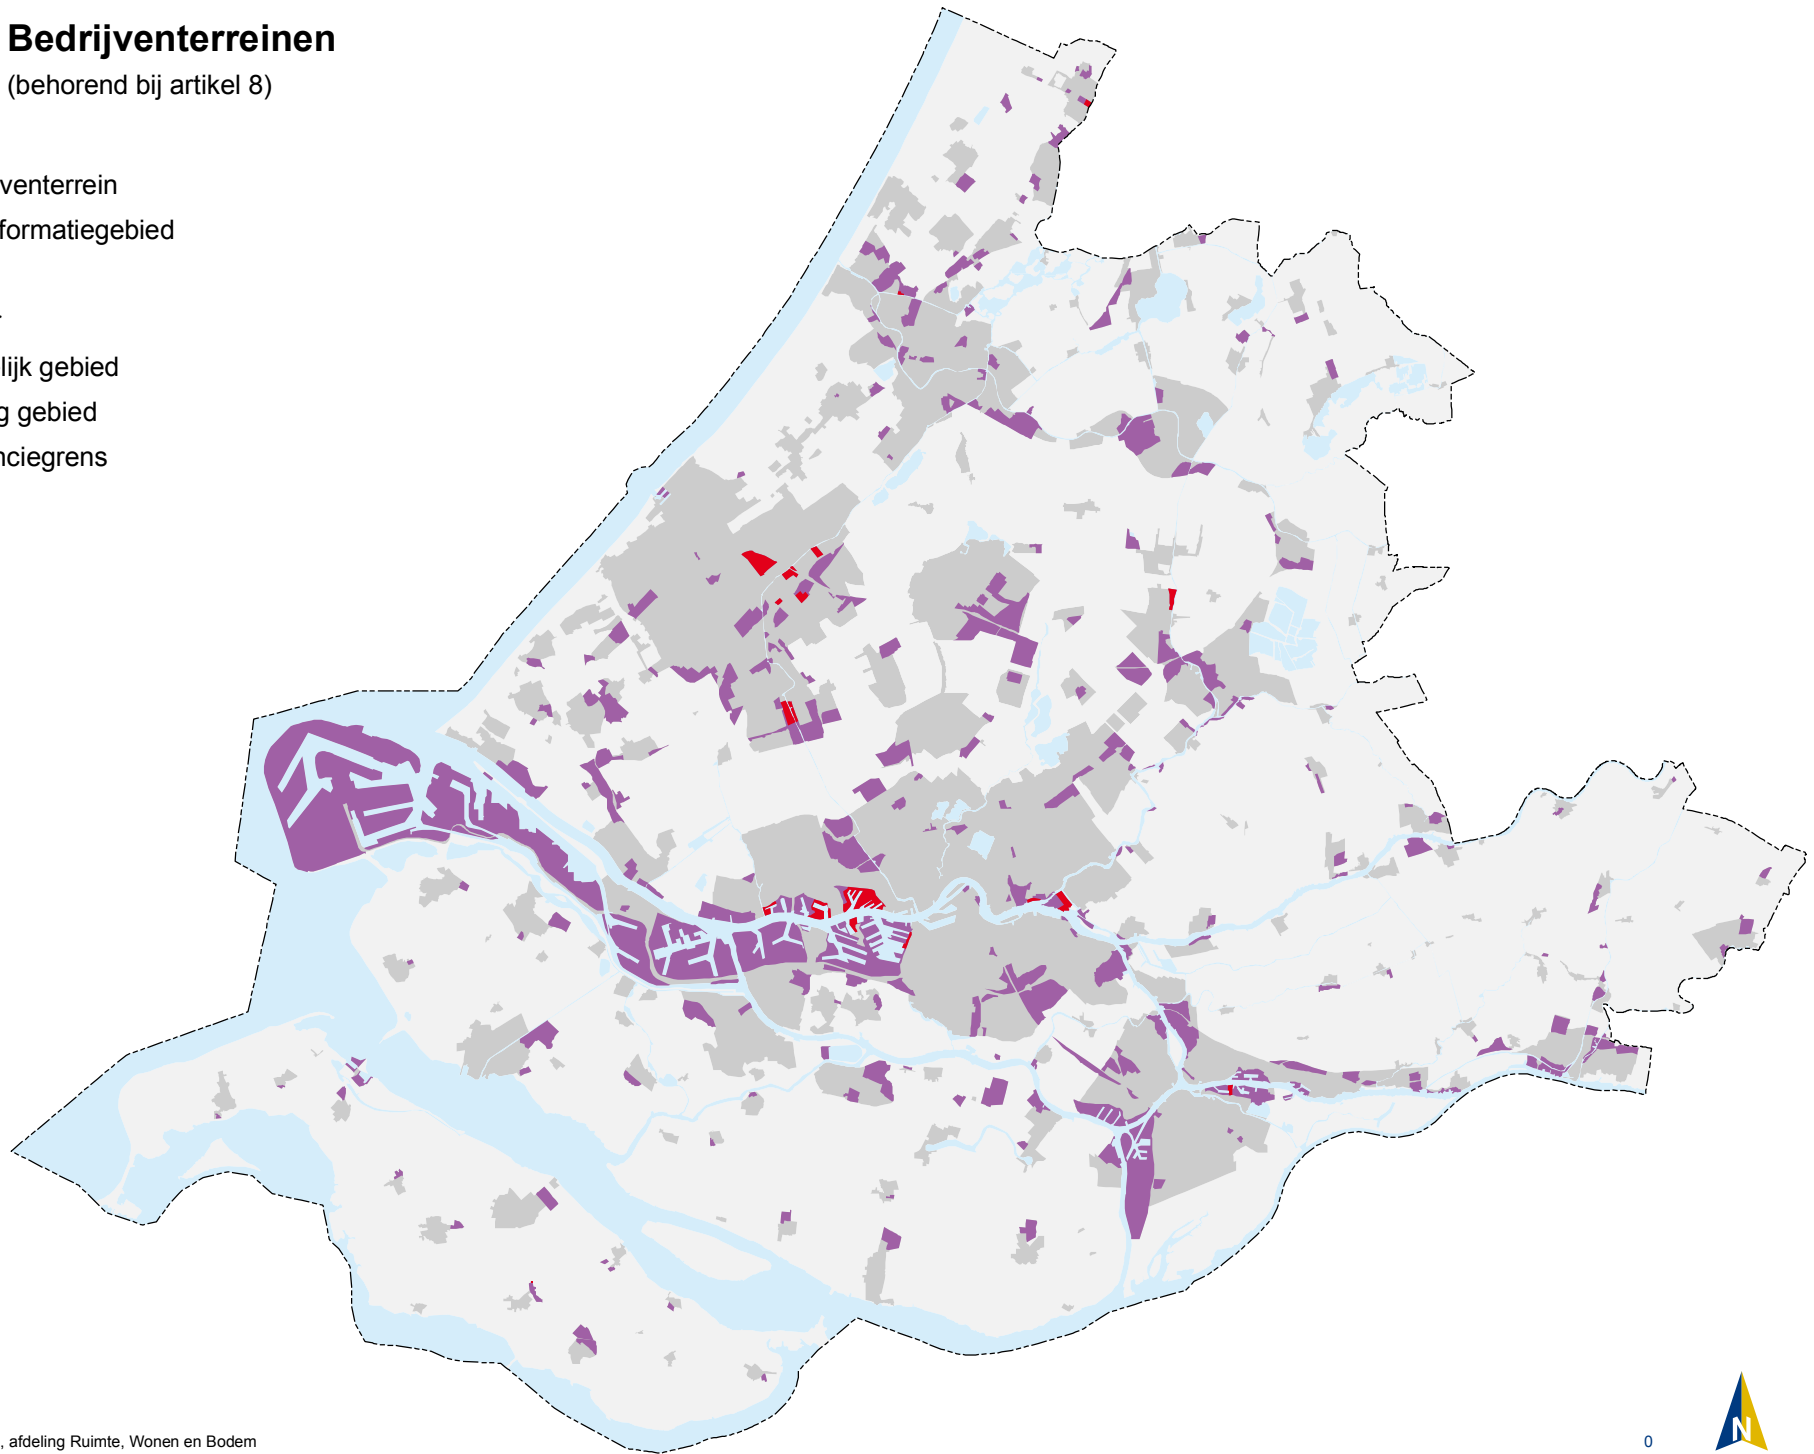 Bedrijventerreinen
(behorend bij artikel 8)
venterrein
formatiegebied
lijk gebied
g gebied
nciegrens
, afdeling Ruimte, Wonen en Bodem
0
N